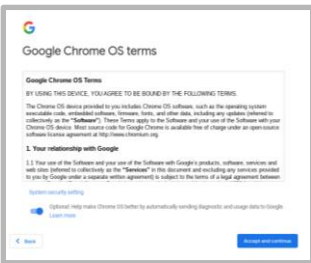 G
Google Chrome OS terms
Google Chrome OS Terms
BY USING THIS DEVICE, YOU AGREE TO BE BOUND BY THE FOLLOWING TERMS.
The Chrome OS device provided to you includes Chrome OS software, such as the operating system
executable code, embedded software, firmware, fonts, and other data, including any updates (referred to
collectively as the "Software"). These Terms apply to the Software and your use of the Software with your
Chrome OS device. Most source code for Google Chrome is available free of charge under an open-source
software license agreement at http://www.chromium.org.
1. Your relationship with Google
1.1 Your use of the Software and your use of the Software with Google's products, software, services and
web sites (referred to collectively as the "Services" in this document and excluding any services provided
to you by Google under a separate written agreement) is subject to the terms of a legal agreement between
System security setting
Optional: Help make Chrome OS better by automatically sending diagnostic and usage data to Google.
Learn more
Back
Accept and continue